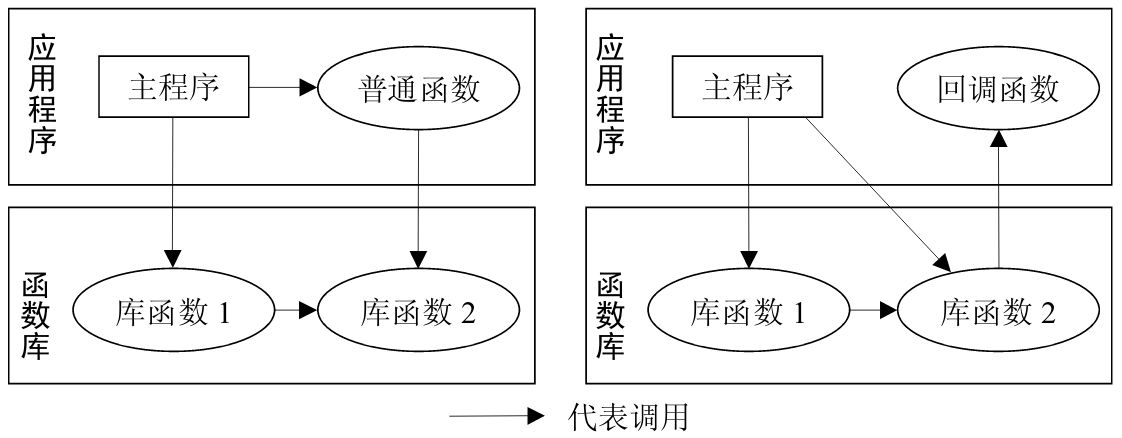 应用程序
主程序
普通函数
函数库
库函数 1
库函数 2
应用程序
主程序
回调函数
函数库
库函数 1
库函数 2
代表调用